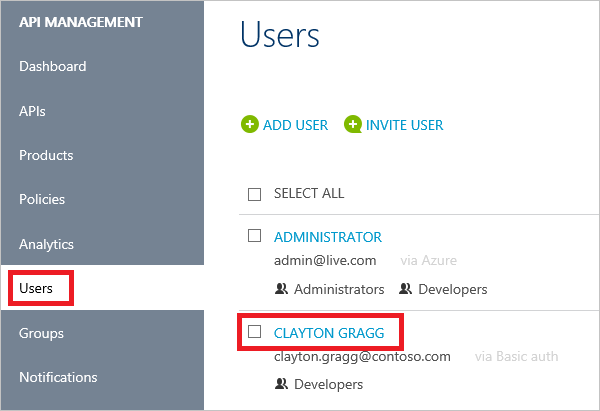 API MANAGEMENT
Dashboard
APIs
Products
Policies
Analytics
Users
Groups
Notifications
Users
ADD USER INVITE USER
SELECT ALL
ADMINISTRATOR
admin@live.com via Azure
Administrators Developers
CLAYTON GRAGG
clayton.gragg@contoso.com via Basic auth
Developers